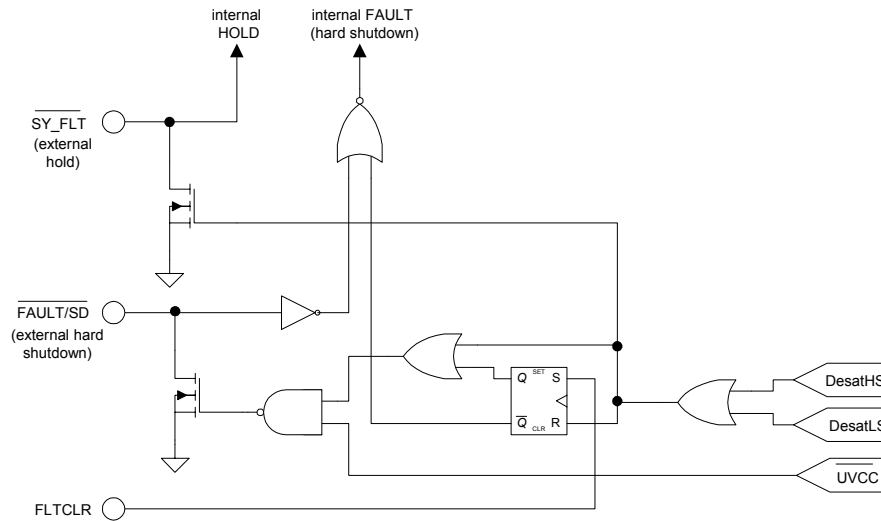 internal
HOLD
internal FAULT
(hard shutdown)
SY_FLT
(external
hold)
FAULT/SD
(external hard
shutdown)
Q SET S
Q CLR R
DesatHS
DesatLS
UVCC
FLTCLR